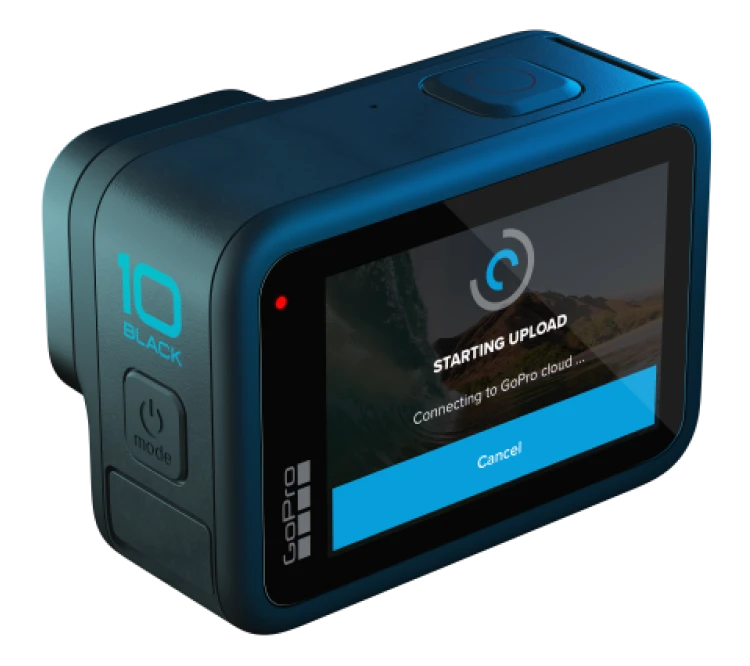 10
BLACK
mode
GoPro
STARTING UPLOAD
Connecting to GoPro cloud ...
Cancel